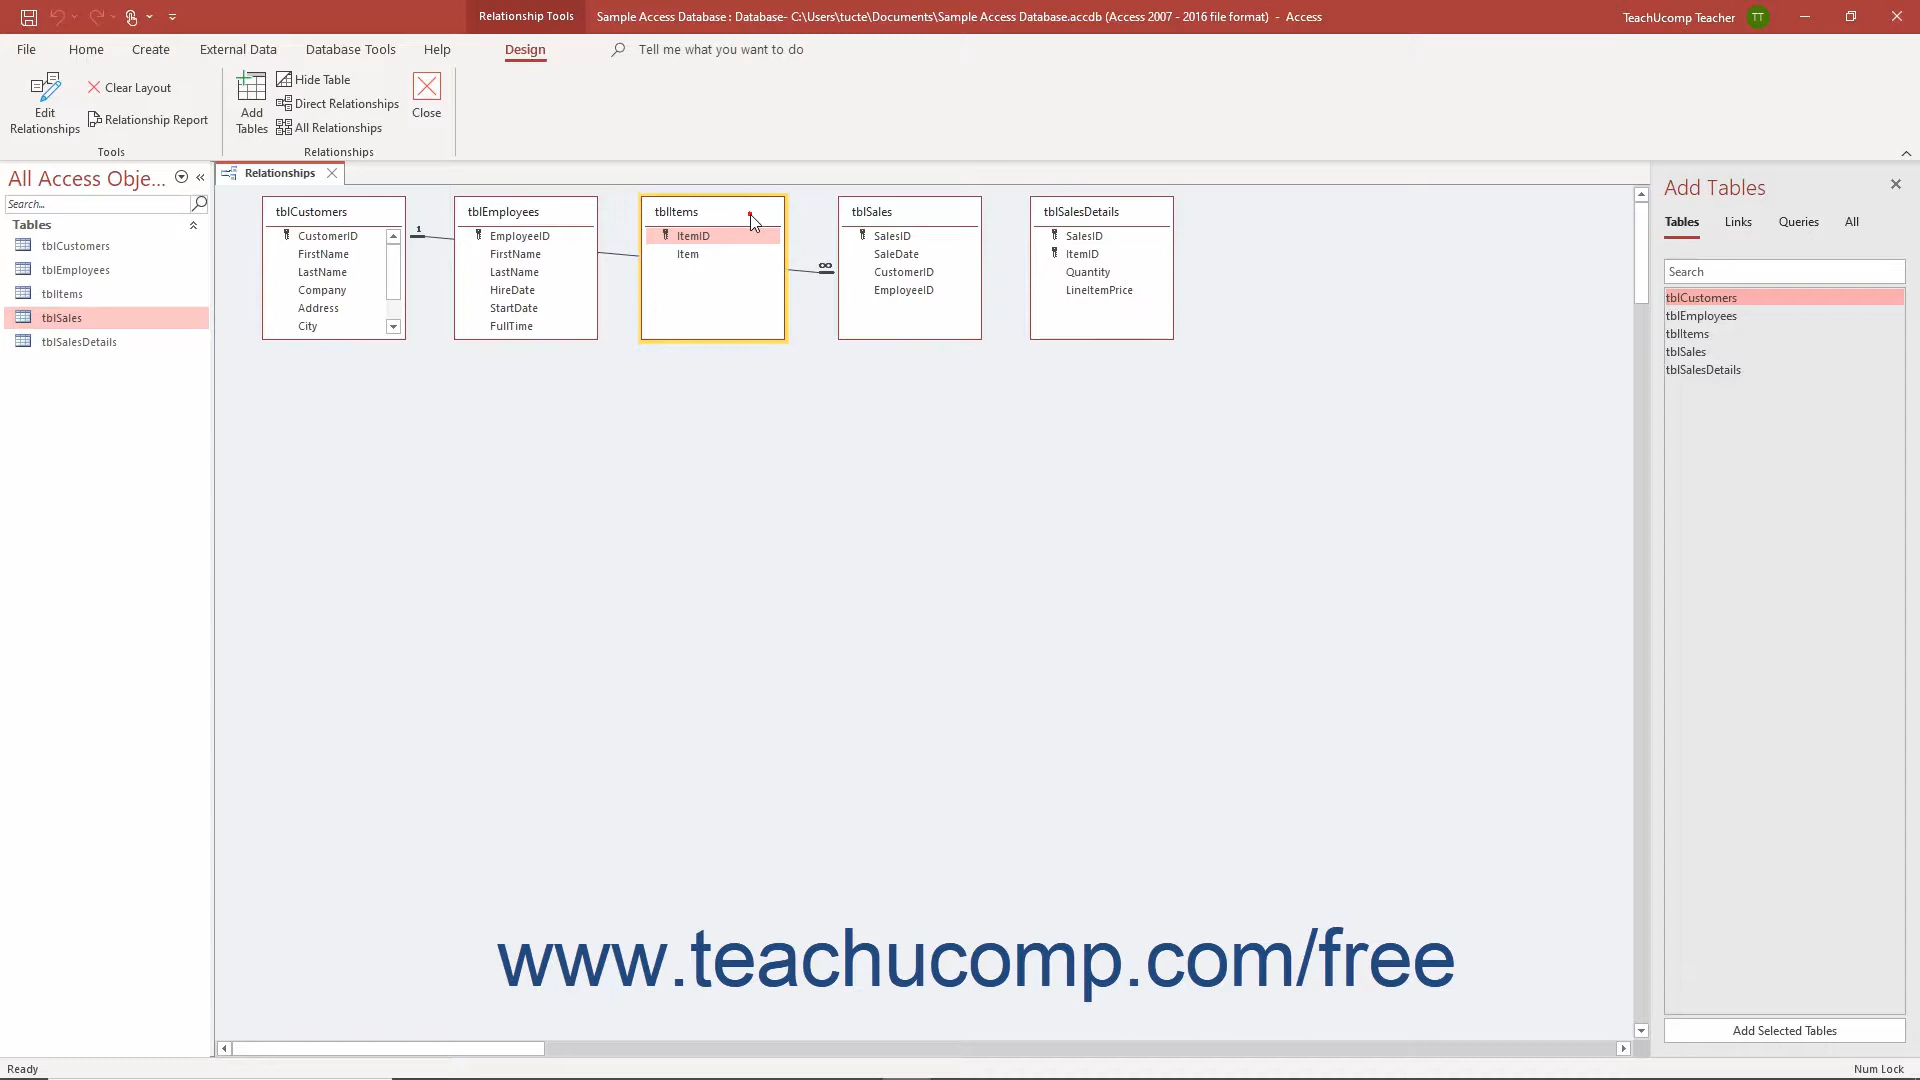 Relationship Tools
Sample Access Database : Database- C:\Users\tucte\Documents\Sample Access Database.accdb (Access 2007 - 2016 file format) - Access
TeachUcomp Teacher
TT
File
Home
Create
External Data
Database Tools
Help
Design
Tell me what you want to do
Edit
Relationships
Clear Layout
Relationship Report
Tools
Add
Tables
Hide Table
Direct Relationships
All Relationships
Close
Relationships
All Access Obje...
Search...
Tables
tblCustomers
tblEmployees
tblItems
tblSales
tblSalesDetails
Relationships
tblCustomers
CustomerID
FirstName
LastName
Company
Address
City
1
tblEmployees
EmployeeID
FirstName
LastName
HireDate
StartDate
FullTime
tblItems
ItemID
Item
∞
tblSales
SalesID
SaleDate
CustomerID
EmployeeID
tblSalesDetails
SalesID
ItemID
Quantity
LineItemPrice
Add Tables
Tables
Links
Queries
All
Search
tblCustomers
tblEmployees
tblItems
tblSales
tblSalesDetails
Add Selected Tables
www.teachucomp.com/free
Ready
Num Lock